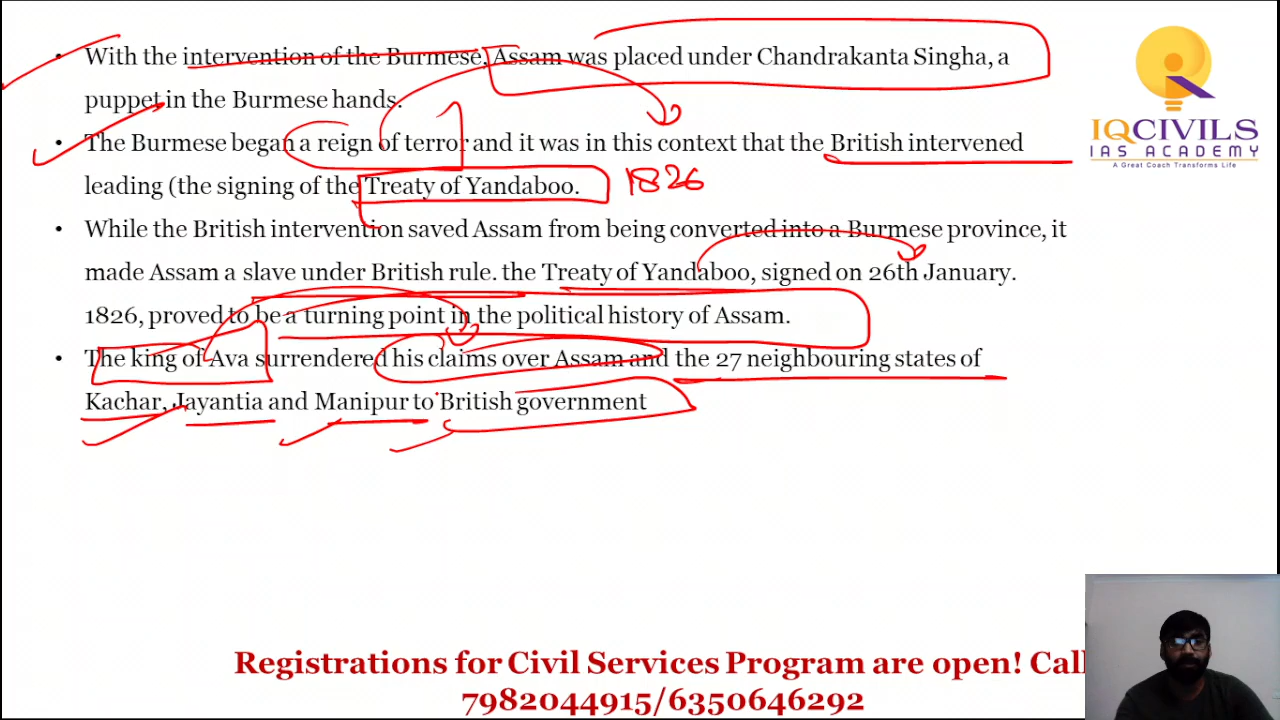 • With the intervention of the Burmese, Assam was placed under Chandrakanta Singha, a
puppet in the Burmese hands.
• The Burmese began a reign of terror and it was in this context that the British intervened
leading (the signing of the Treaty of Yandaboo. 1826
• While the British intervention saved Assam from being converted into a Burmese province, it
made Assam a slave under British rule. the Treaty of Yandaboo, signed on 26th January.
1826, proved to be a turning point in the political history of Assam.
• The king of Ava surrendered his claims over Assam and the 27 neighbouring states of
Kachar, Jayantia and Manipur to British government
IQCIVILS
IAS ACADEMY
A Great Coach Transforms Life
Registrations for Civil Services Program are open! Call
7982044915/6350646292